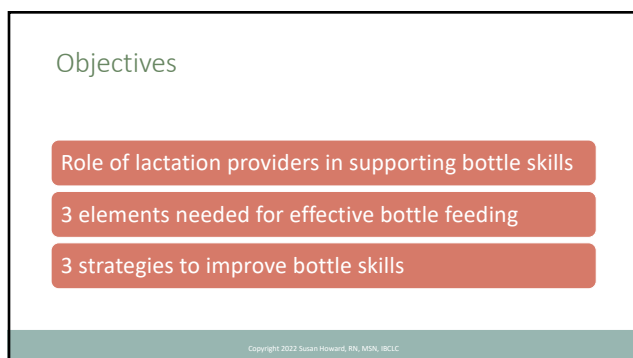 Objectives
Role of lactation providers in supporting bottle skills
3 elements needed for effective bottle feeding
3 strategies to improve bottle skills
Copyright 2022 Susan Howard, RN, MSN, IBCLC